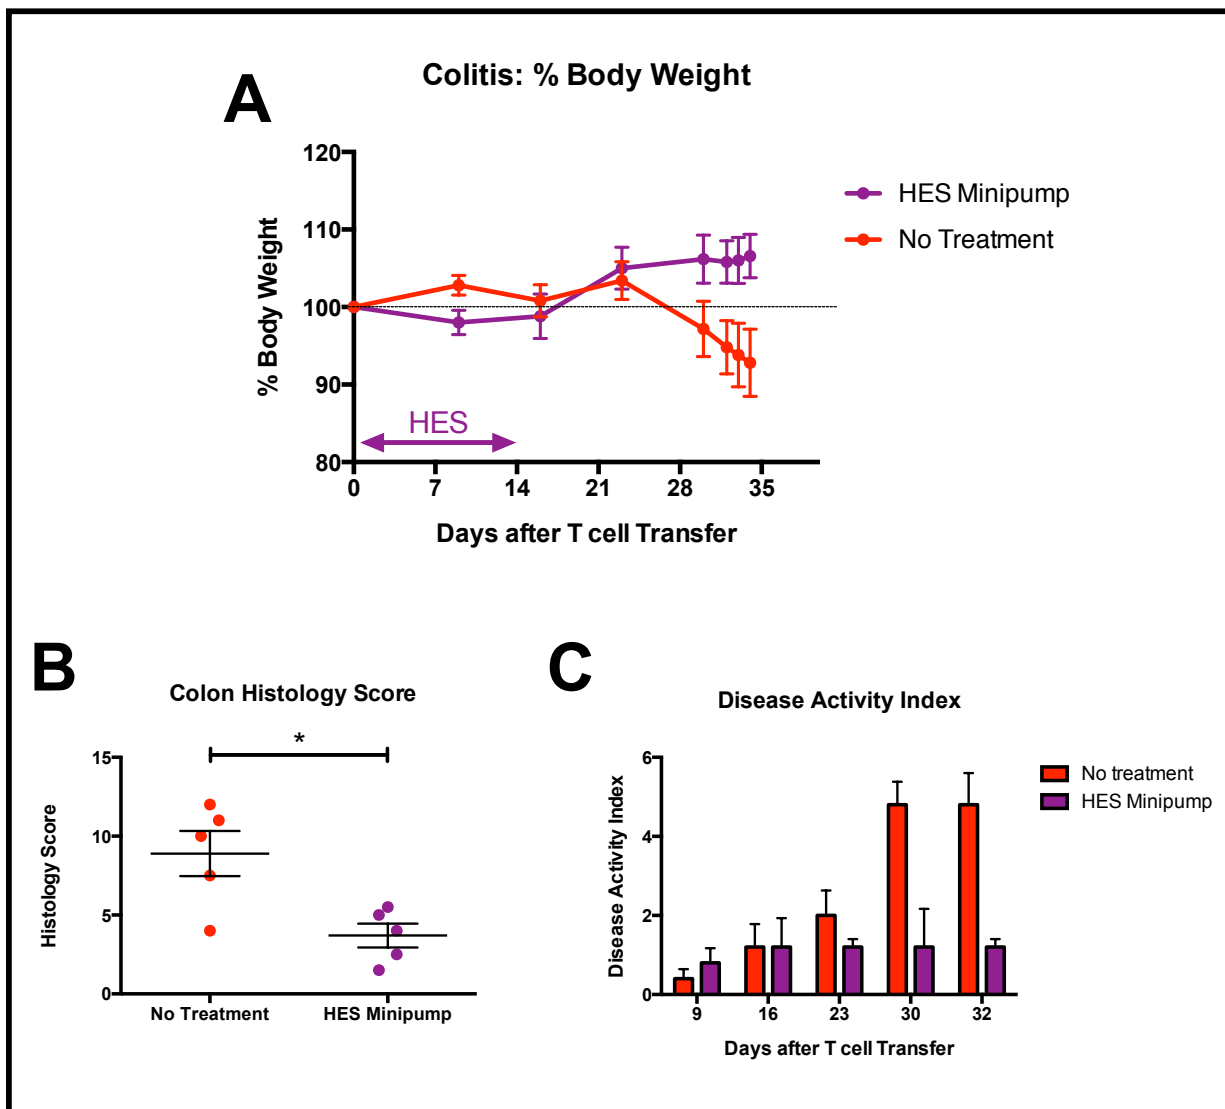 A
Colitis: % Body Weight
% Body Weight
120
110
100
90
80
HES
0 7 14 21 28 35
Days after T cell Transfer
HES Minipump
No Treatment
B
Colon Histology Score
*
Histology Score
15
10
5
0
No Treatment HES Minipump
C
Disease Activity Index
Disease Activity Index
6
4
2
0
9 16 23 30 32
Days after T cell Transfer
No treatment
HES Minipump